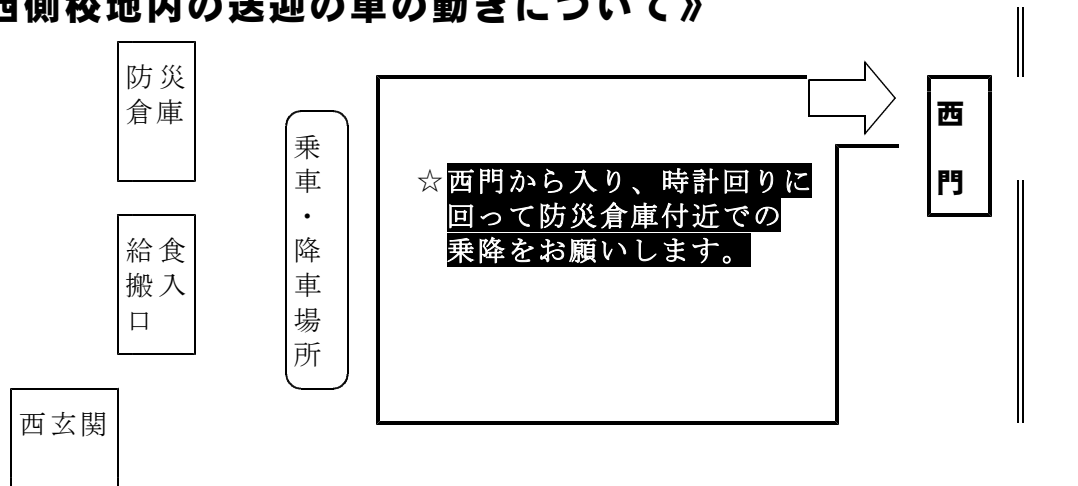 西側校地内の送迎の車の動きについて》
防災
倉庫
給食
搬入
口
西玄関
乗車・降車場所
☆西門から入り、時計回りに
回って防災倉庫付近での
乗降をお願いします。
西門